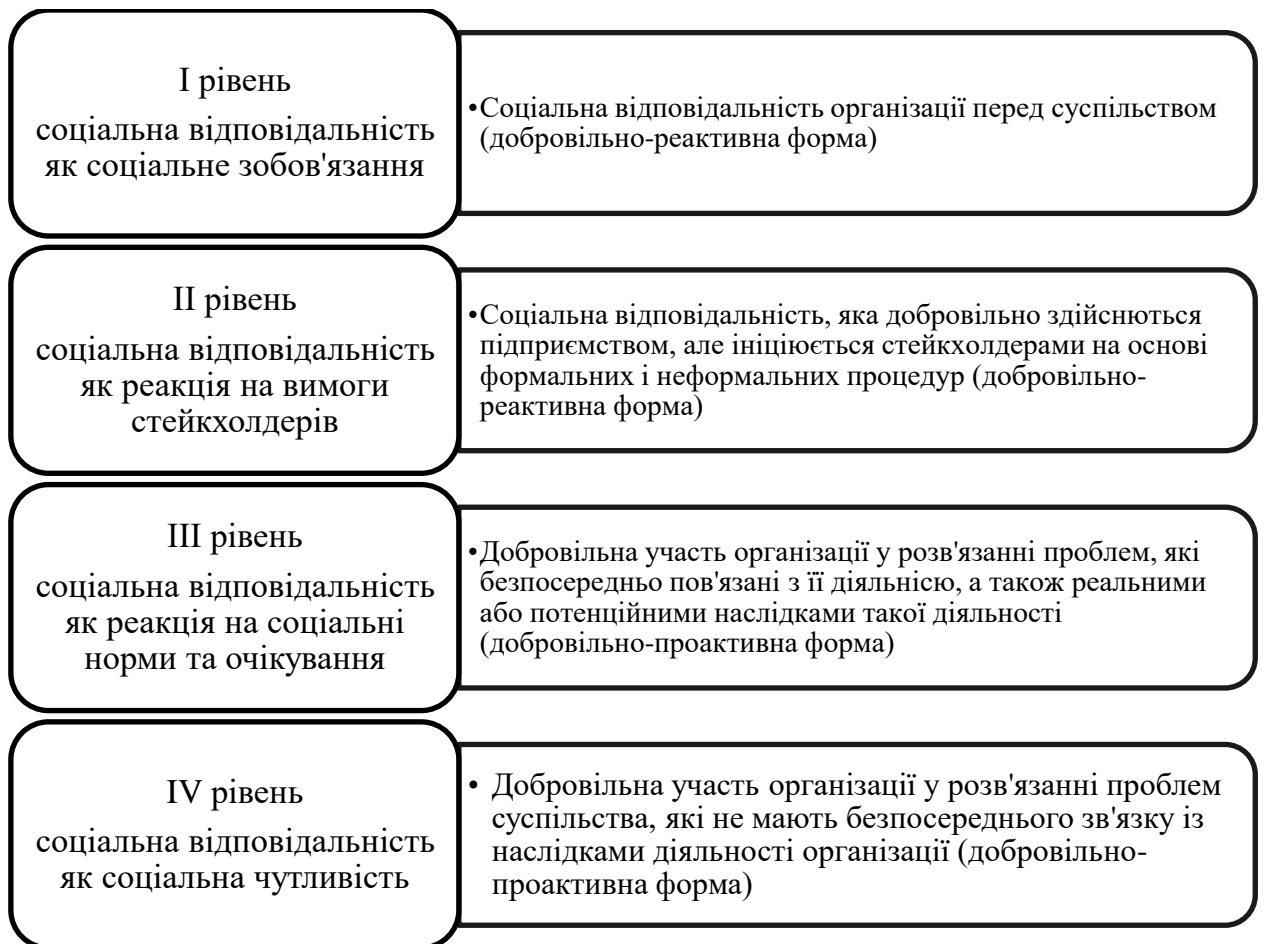 І рівень
соціальна відповідальність
як соціальне зобов'язання
•Соціальна відповідальність організації перед суспільством
(добровільно-реактивна форма)
ІІ рівень
соціальна відповідальність
як реакція на вимоги
стейкхолдерів
•Соціальна відповідальність, яка добровільно здійснються
підприємством, але ініціюється стейкхолдерами на основі
формальних і неформальних процедур (добровільно-
реактивна форма)
ІІІ рівень
соціальна відповідальність
як реакція на соціальні
норми та очікування
•Добровільна участь організації у розв'язанні проблем, які
безпосередньо пов'язані з її діяльнісю, а також реальними
або потенційними наслідками такої діяльності
(добровільно-проактивна форма)
IV рівень
соціальна відповідальність
як соціальна чутливість
• Добровільна участь організації у розв'язанні проблем
суспільства, які не мають безпосереднього зв'язку із
наслідками діяльності організації (добровільно-
проактивна форма)